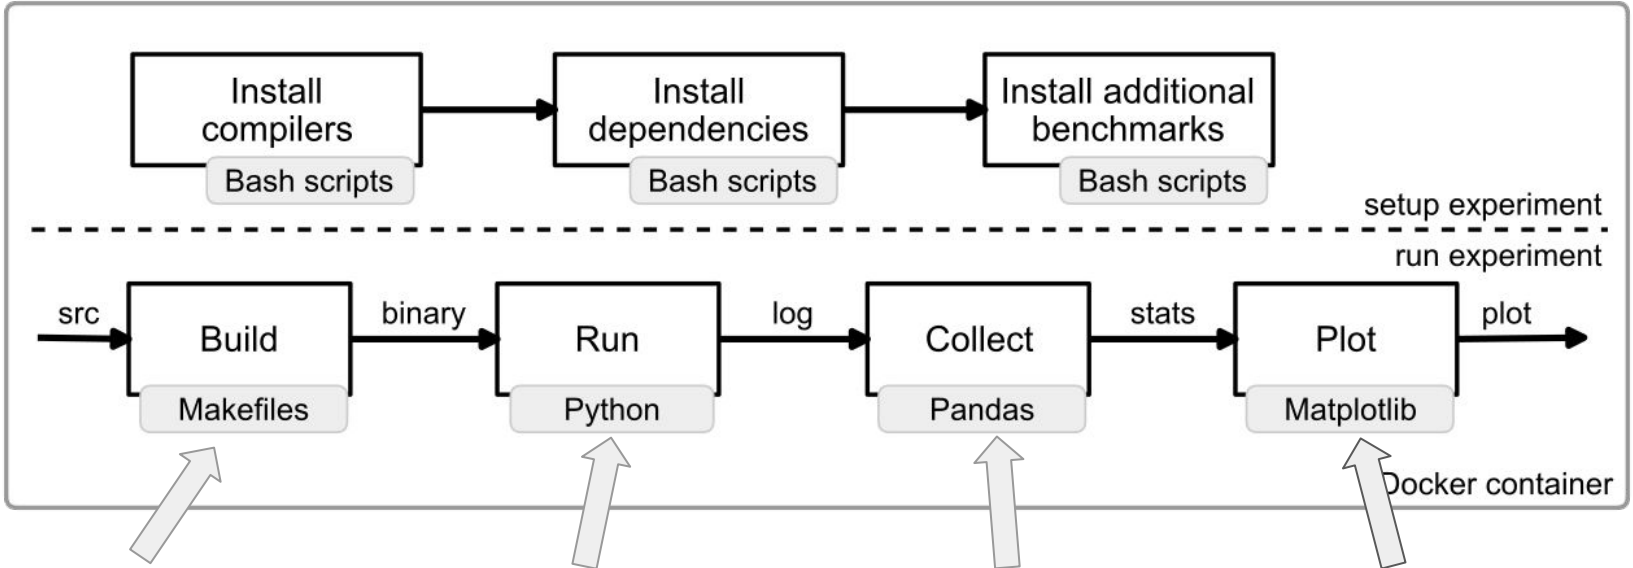 Install
compilers
Bash scripts
Install
dependencies
Bash scripts
Install additional
benchmarks
Bash scripts
setup experiment
run experiment
src
Build
Makefiles
binary
Run
Python
log
Collect
Pandas
stats
Plot
Matplotlib
plot
Docker container